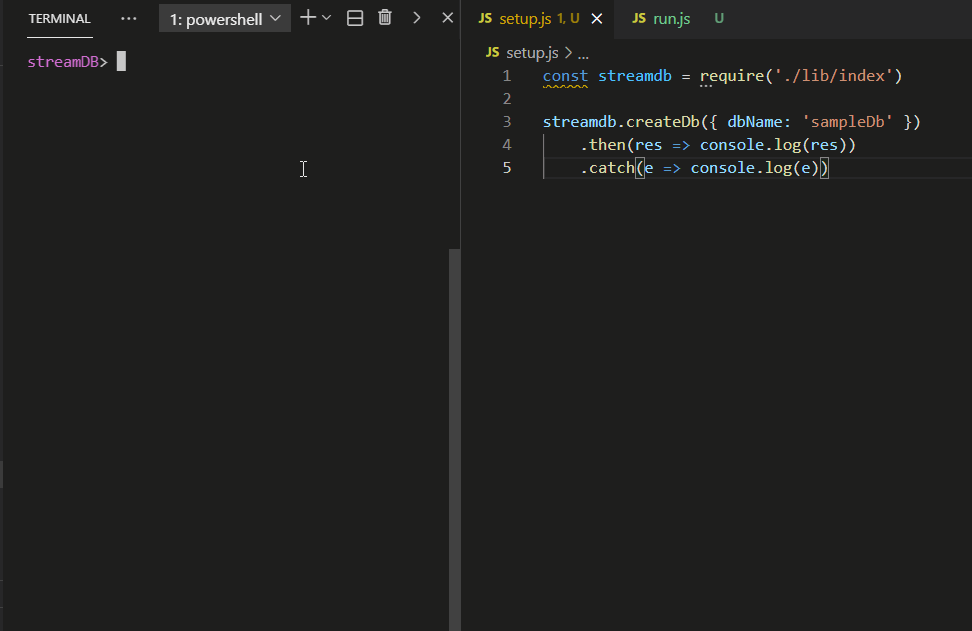 TERMINAL ··· 1: powershell
streamDB>
JS setup.js 1, U JS run.js U
JS setup.js > ...
1 const streamdb = require('./lib/index')
2
3 streamdb.createDb({ dbName: 'sampleDb' })
4 .then(res => console.log(res))
5 .catch(e => console.log(e))